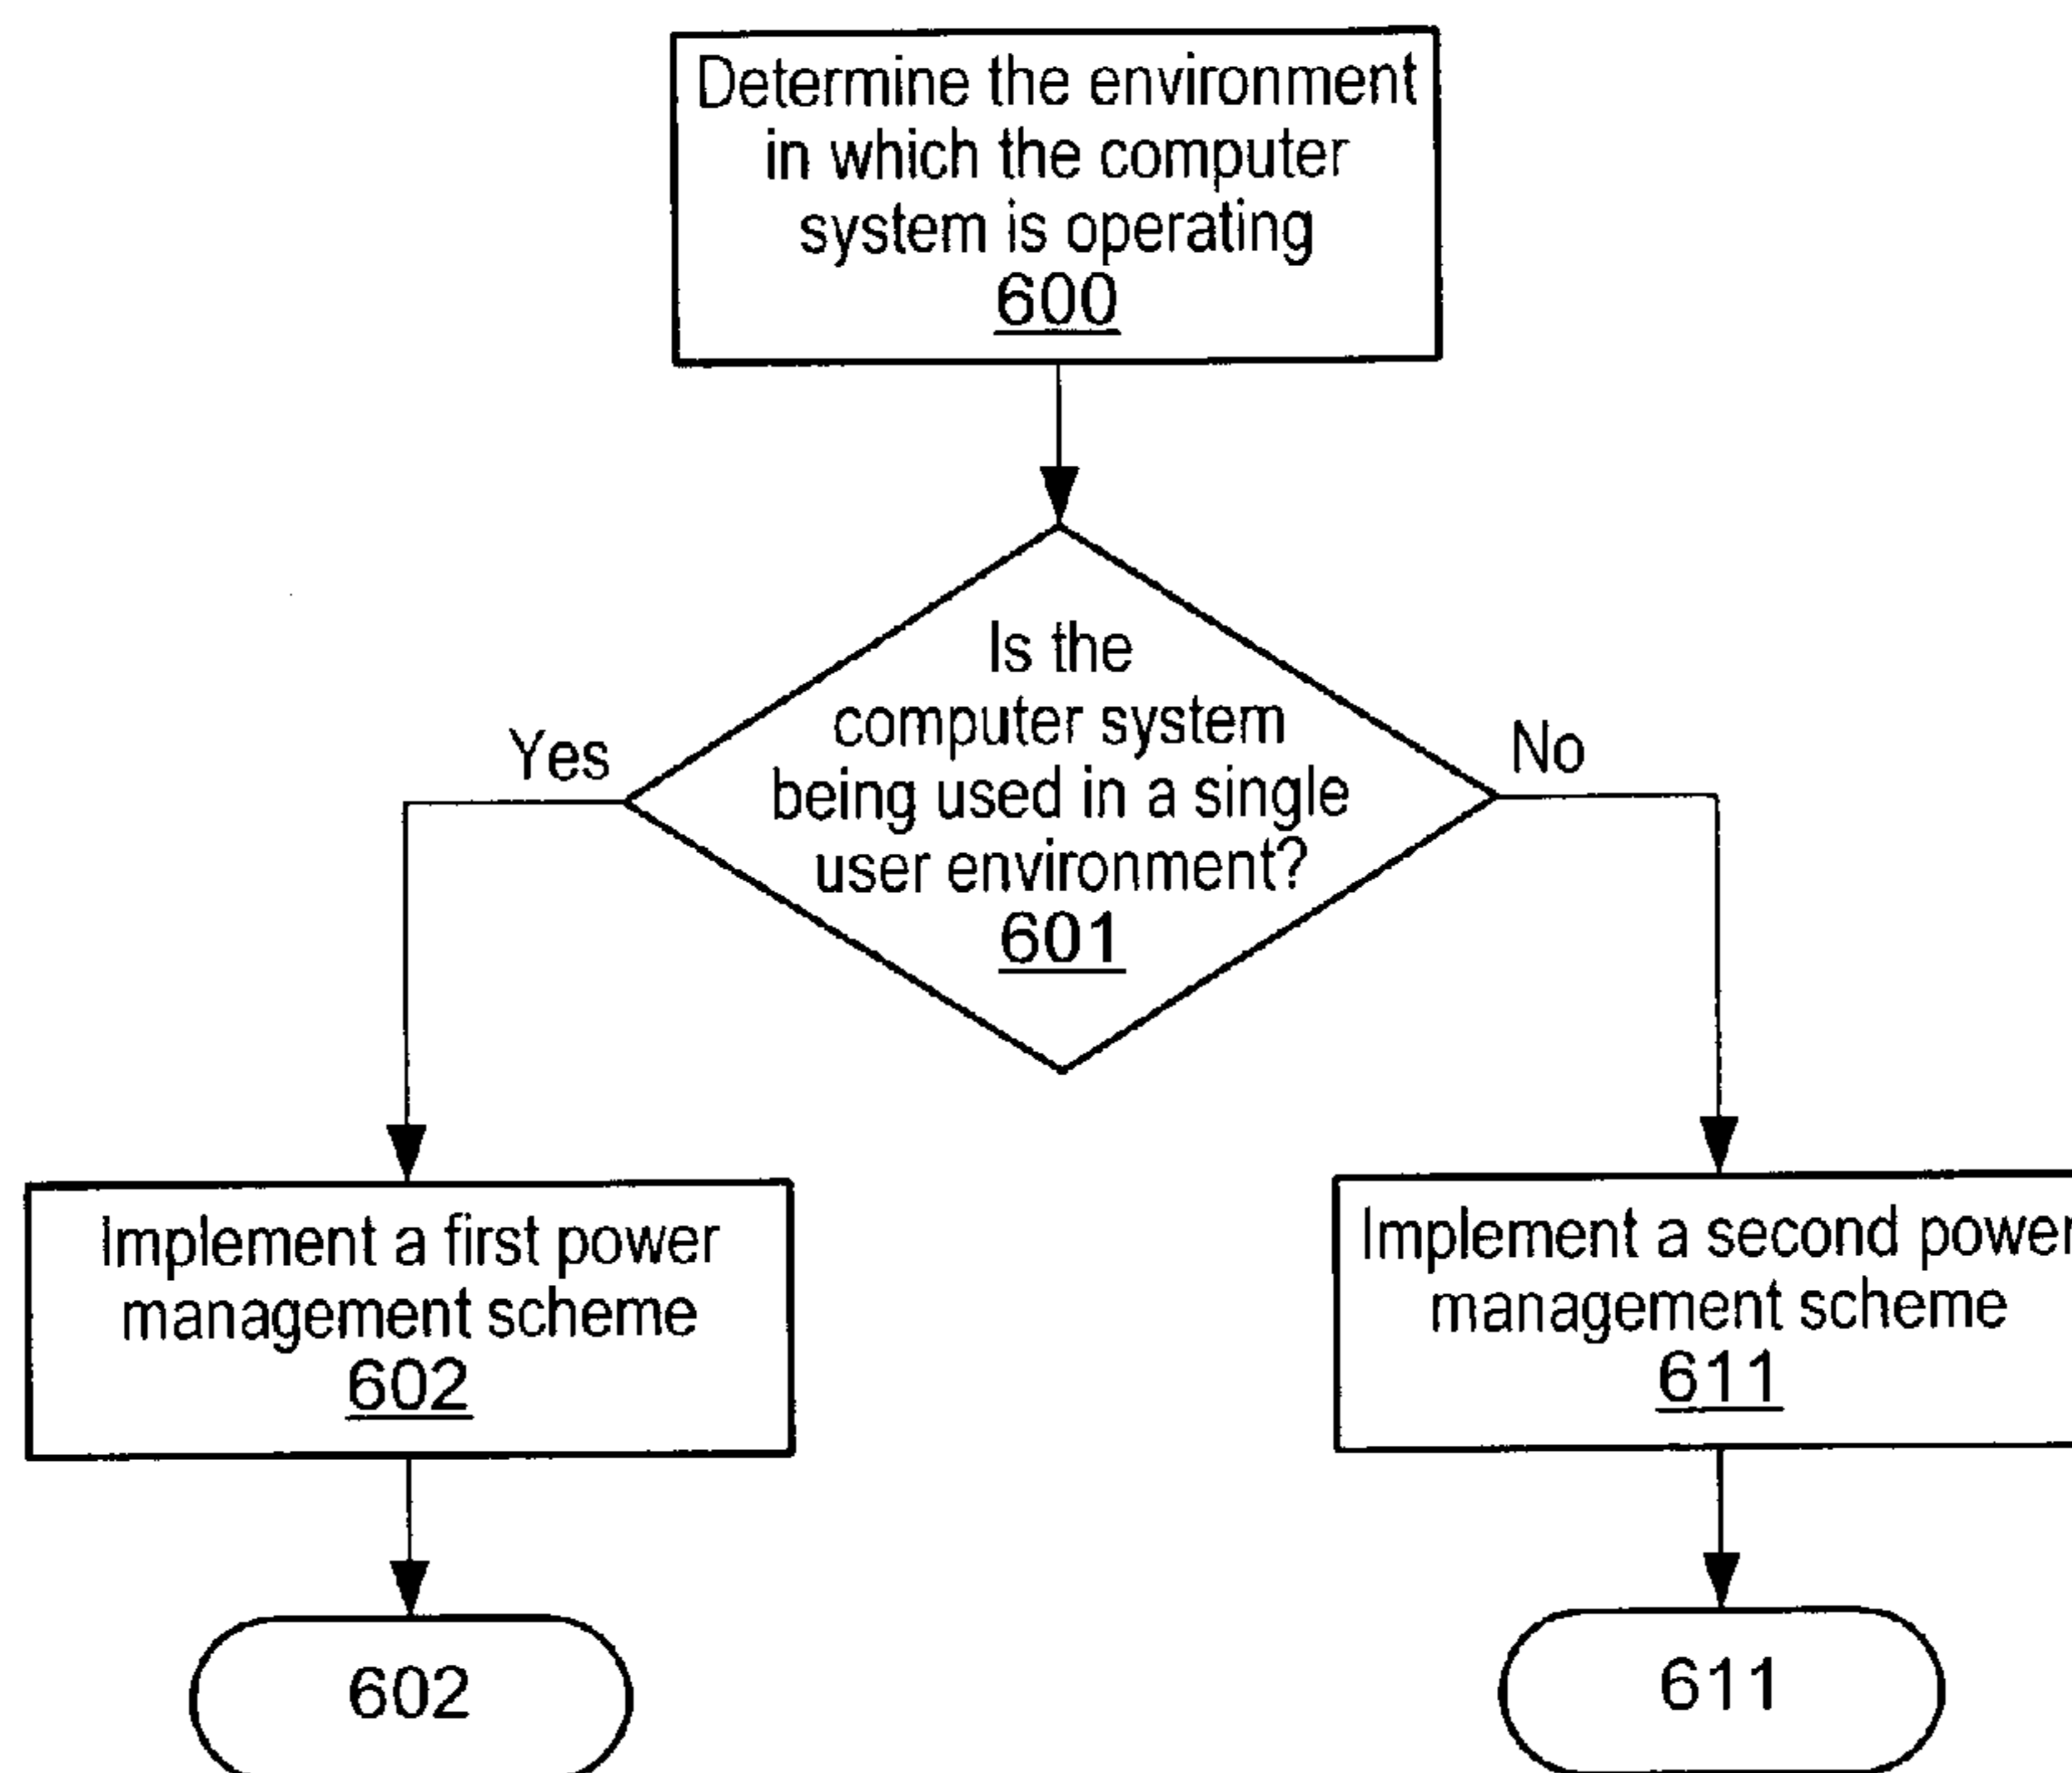 Determine the environment
in which the computer
system is operating
600
Is the
computer system
being used in a single
user environment?
601
Yes
No
Implement a first power
management scheme
602
Implement a second power
management scheme
611
602
611